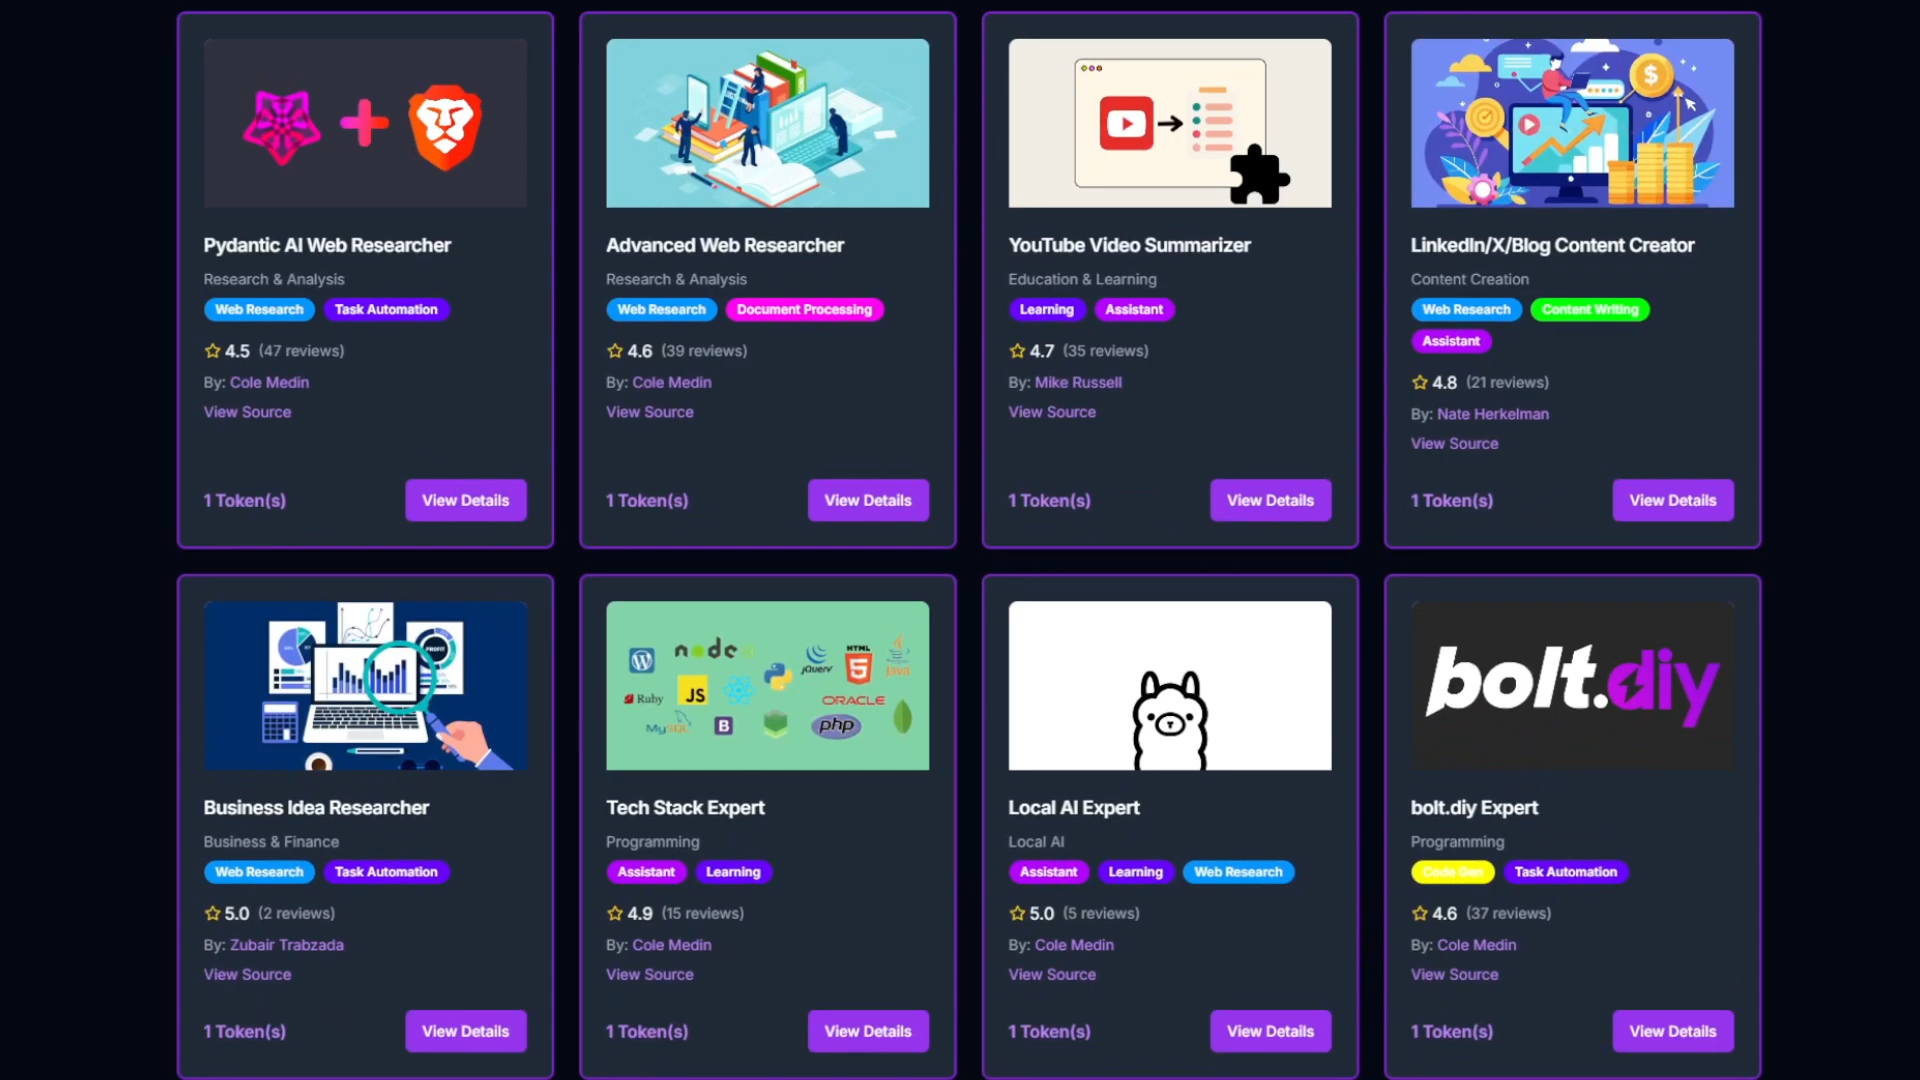 Pydantic AI Web Researcher
Research & Analysis
Web Research Task Automation
4.5 (47 reviews)
By: Cole Medin
View Source
1 Token(s) View Details
Advanced Web Researcher
Research & Analysis
Web Research Document Processing
4.6 (39 reviews)
By: Cole Medin
View Source
1 Token(s) View Details
YouTube Video Summarizer
Education & Learning
Learning Assistant
4.7 (35 reviews)
By: Mike Russell
View Source
1 Token(s) View Details
$
LinkedIn/X/Blog Content Creator
Content Creation
Web Research Content Writing
Assistant
4.8 (21 reviews)
By: Nate Herkelman
View Source
1 Token(s) View Details
PROFIT
Business Idea Researcher
Business & Finance
Web Research Task Automation
5.0 (2 reviews)
By: Zubair Trabzada
View Source
1 Token(s) View Details
node
jQuery
HTML
5
Java
Ruby
JS
ORACLE
MySQL
B
php
Tech Stack Expert
Programming
Assistant Learning
4.9 (15 reviews)
By: Cole Medin
View Source
1 Token(s) View Details
Local AI Expert
Local AI
Assistant Learning Web Research
5.0 (5 reviews)
By: Cole Medin
View Source
1 Token(s) View Details
bolt.diy
bolt.diy Expert
Programming
Code Gen Task Automation
4.6 (37 reviews)
By: Cole Medin
View Source
1 Token(s) View Details